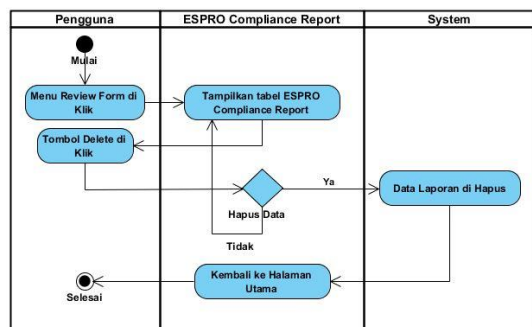 Pengguna
ESPRO Compliance Report
System
Mulai
Menu Review Form di
Klik
Tampilkan tabel ESPRO
Compliance Report
Tombol Delete di
Klik
Hapus Data
Ya
Data Laporan di Hapus
Tidak
Kembali ke Halaman
Utama
Selesai